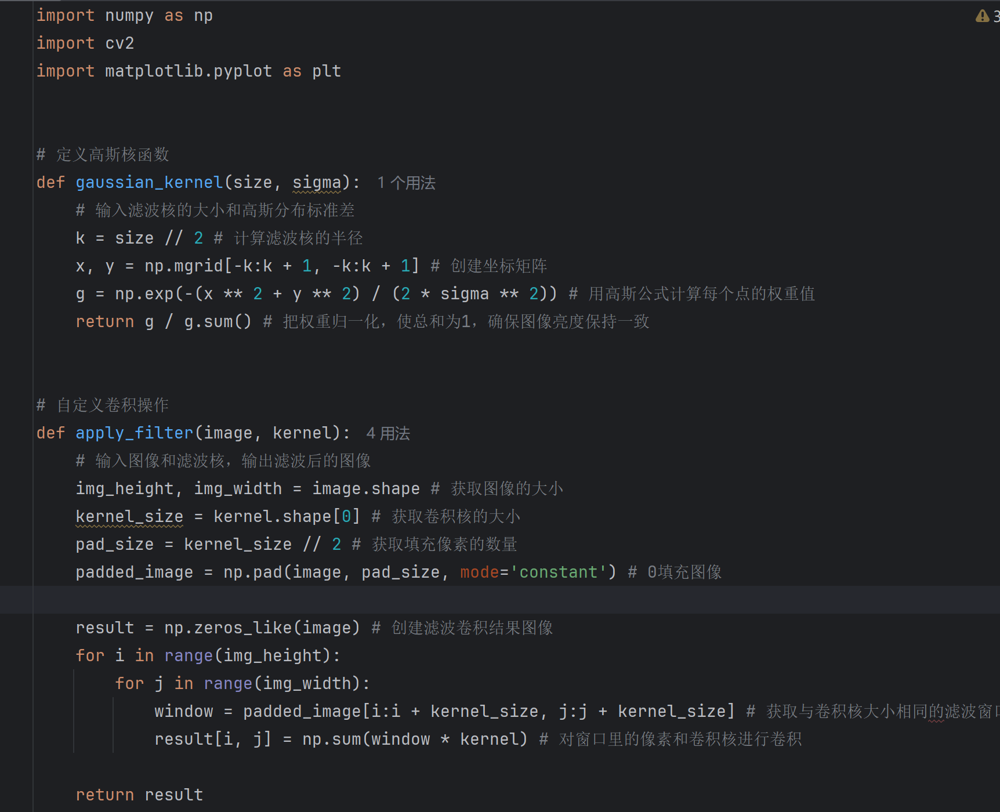 import numpy as np
3
import cv2
import matplotlib.pyplot as plt
# 定义高斯核函数
def gaussian_kernel(size, sigma): 1 个用法
# 输入滤波核的大小和高斯分布标准差
k = size // 2 # 计算滤波核的半径
x, y = np.mgrid[-k:k + 1, -k:k + 1] # 创建坐标矩阵
g = np.exp(-(x ** 2 + y ** 2) / (2 * sigma ** 2)) # 用高斯公式计算每个点的权重值
return g / g.sum() # 把权重归一化，使总和为1，确保图像亮度保持一致
# 自定义卷积操作
def apply_filter(image, kernel): 4 用法
# 输入图像和滤波核，输出滤波后的图像
img_height, img_width = image.shape # 获取图像的大小
kernel_size = kernel.shape[0] # 获取卷积核的大小
pad_size = kernel_size // 2 # 获取填充像素的数量
padded_image = np.pad(image, pad_size, mode='constant') # 0填充图像
result = np.zeros_like(image) # 创建滤波卷积结果图像
for i in range(img_height):
for j in range(img_width):
window = padded_image[i:i + kernel_size, j:j + kernel_size] # 获取与卷积核大小相同的滤波窗口
result[i, j] = np.sum(window * kernel) # 对窗口里的像素和卷积核进行卷积
return result